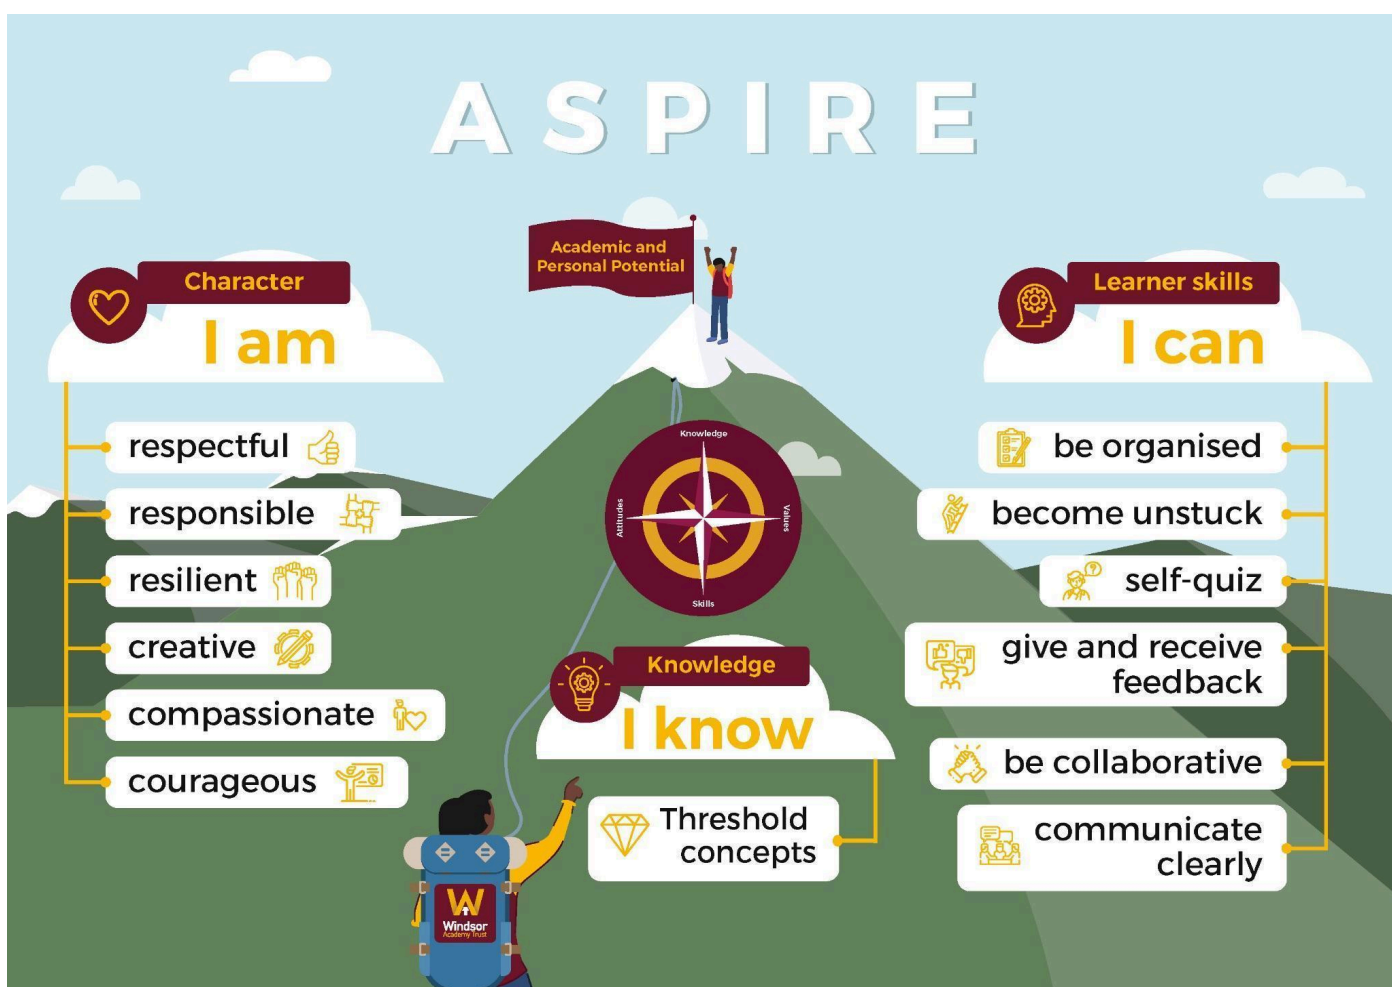 ASPIRE
Academic and
Personal Potential
Character
I am
respectful
responsible
resilient
creative
compassionate
courageous
Knowledge
Attitudes
Values
Skills
Knowledge
I know
Threshold
concepts
Learner skills
I can
be organised
become unstuck
self-quiz
give and receive
feedback
be collaborative
communicate
clearly
W
Windsor
Academy Trust